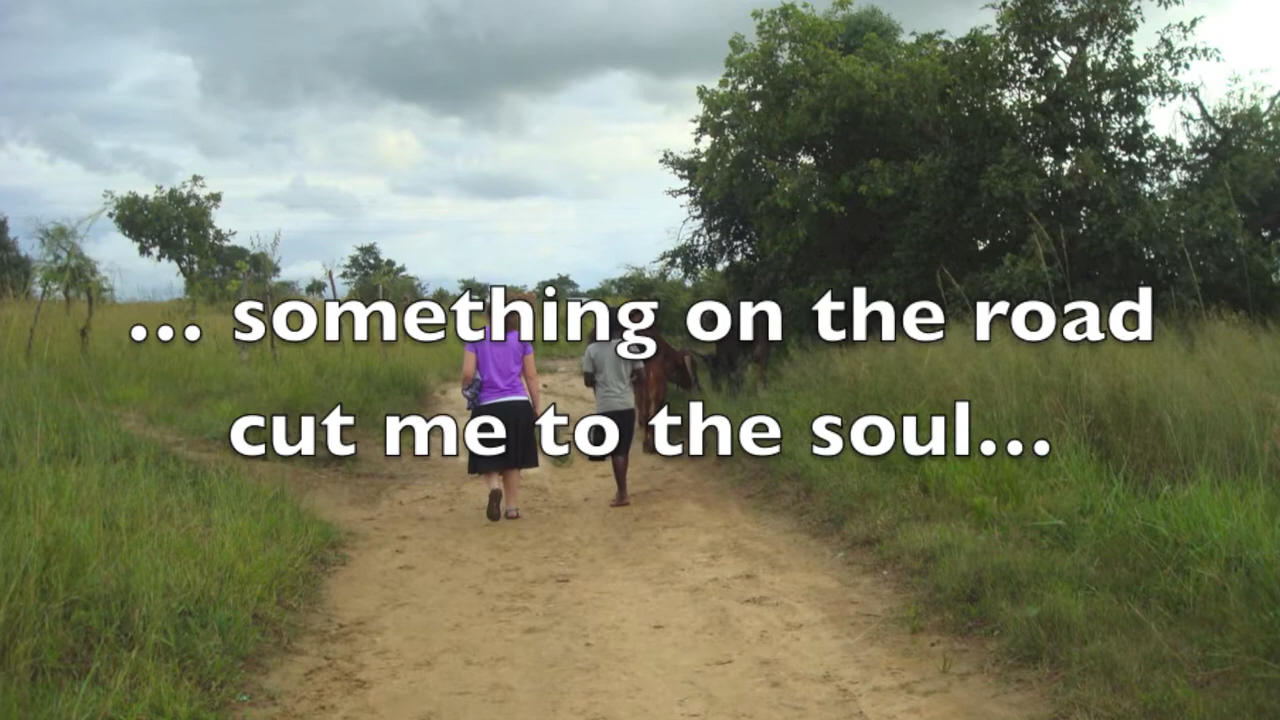 ... something on the road
cut me to the soul...